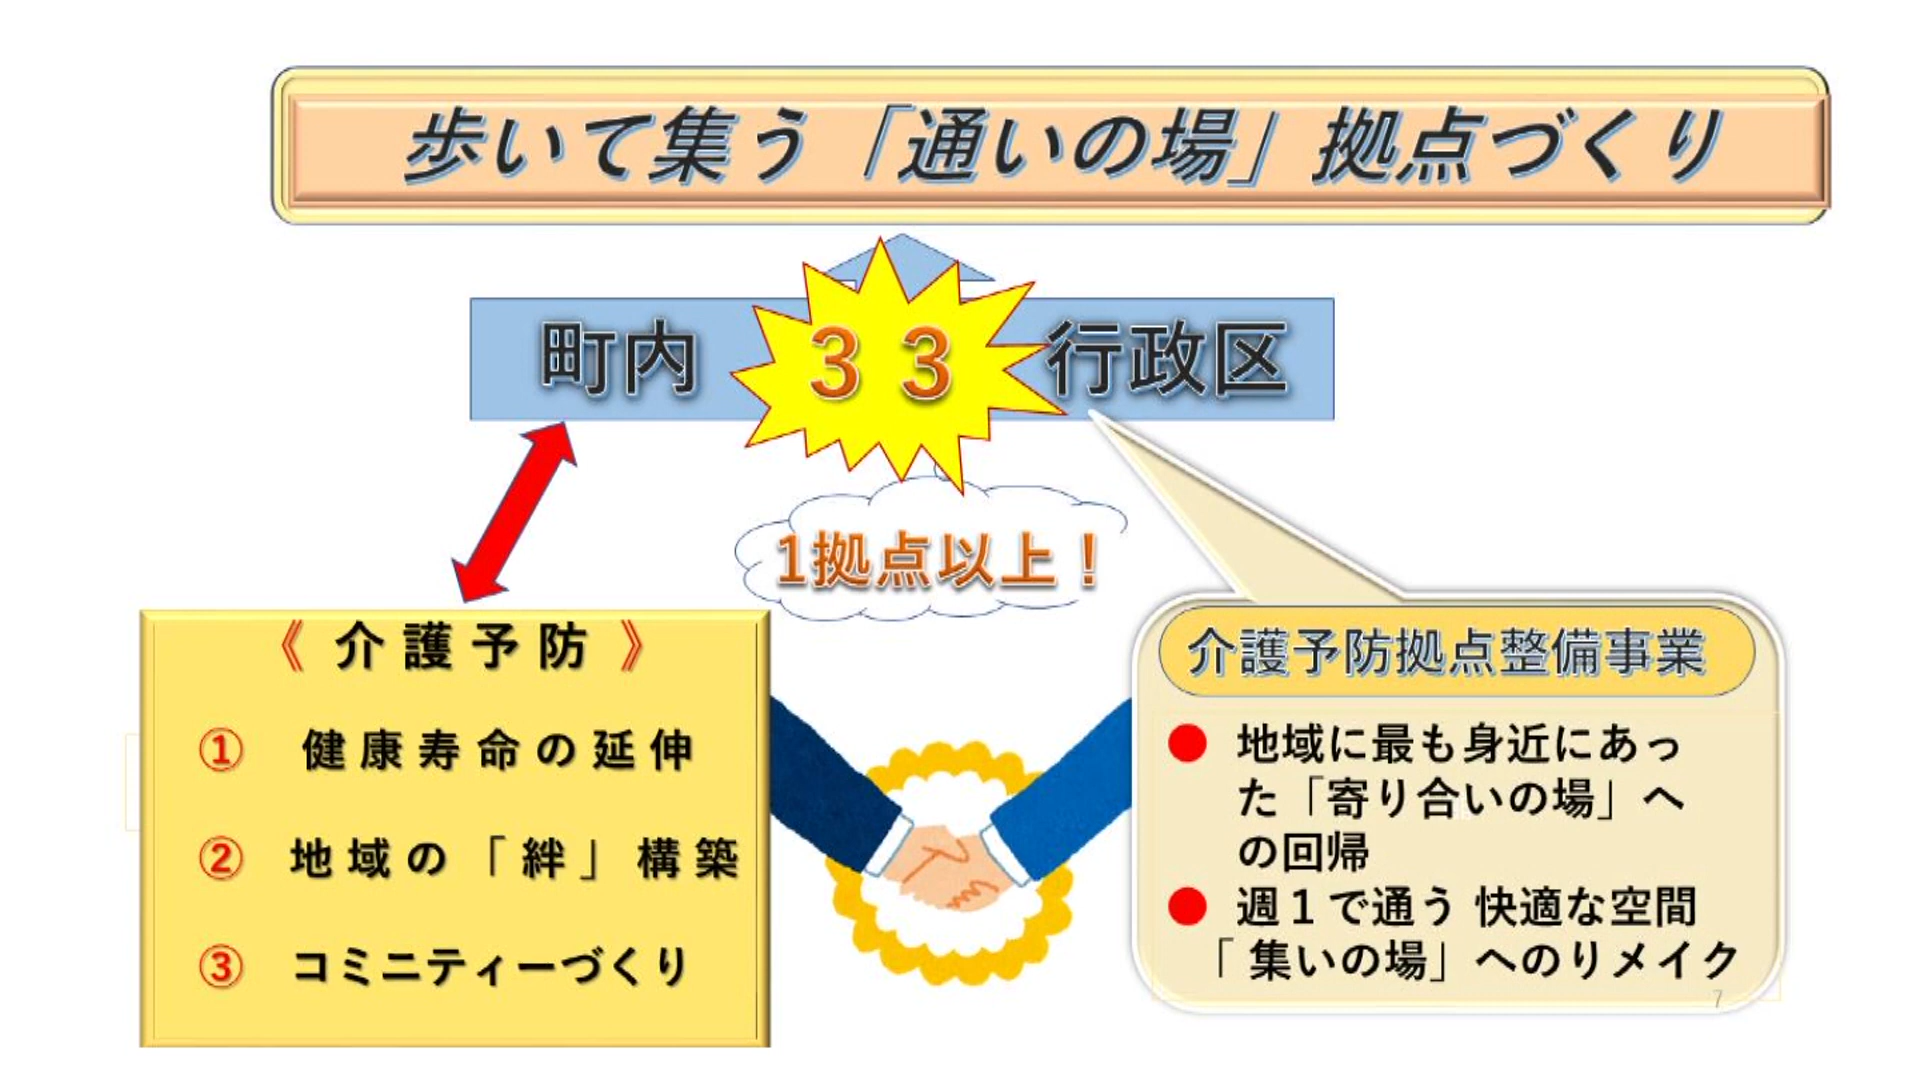 歩いて集う「通いの場」拠点づくり
町内 ３３ 行政区
1拠点以上！
《 介護予防 》
① 健康寿命の延伸
② 地域の「絆」構築
③ コミニティーづくり
介護予防拠点整備事業
● 地域に最も身近にあっ
た「寄り合いの場」へ
の回帰
● 週１で通う 快適な空間
「 集いの場」へのリメイク
7